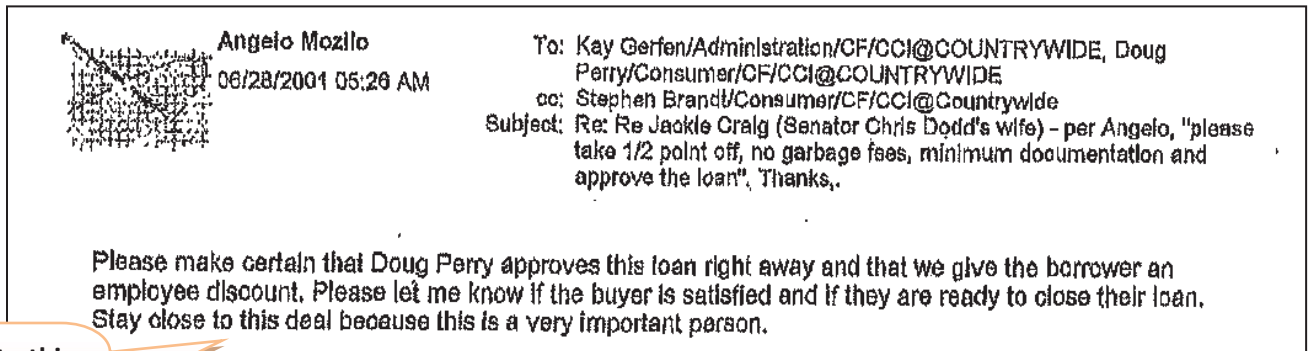 Angelo Mozilo
06/28/2001 05:26 AM
To: Kay Gerfen/Administration/CF/CCI@COUNTRYWIDE, Doug
Perry/Consumer/CF/CCI@COUNTRYWIDE
cc: Stephen Brandt/Consumer/CF/CCI@Countrywide
Subject: Re: Re Jackie Craig (Senator Chris Dodd's wife) - per Angelo, "please
take 1/2 point off, no garbage fees, minimum documentation and
approve the loan", Thanks,.
Please make certain that Doug Perry approves this loan right away and that we give the borrower an
employee discount. Please let me know if the buyer is satisfied and if they are ready to close their loan.
Stay close to this deal because this is a very important person.